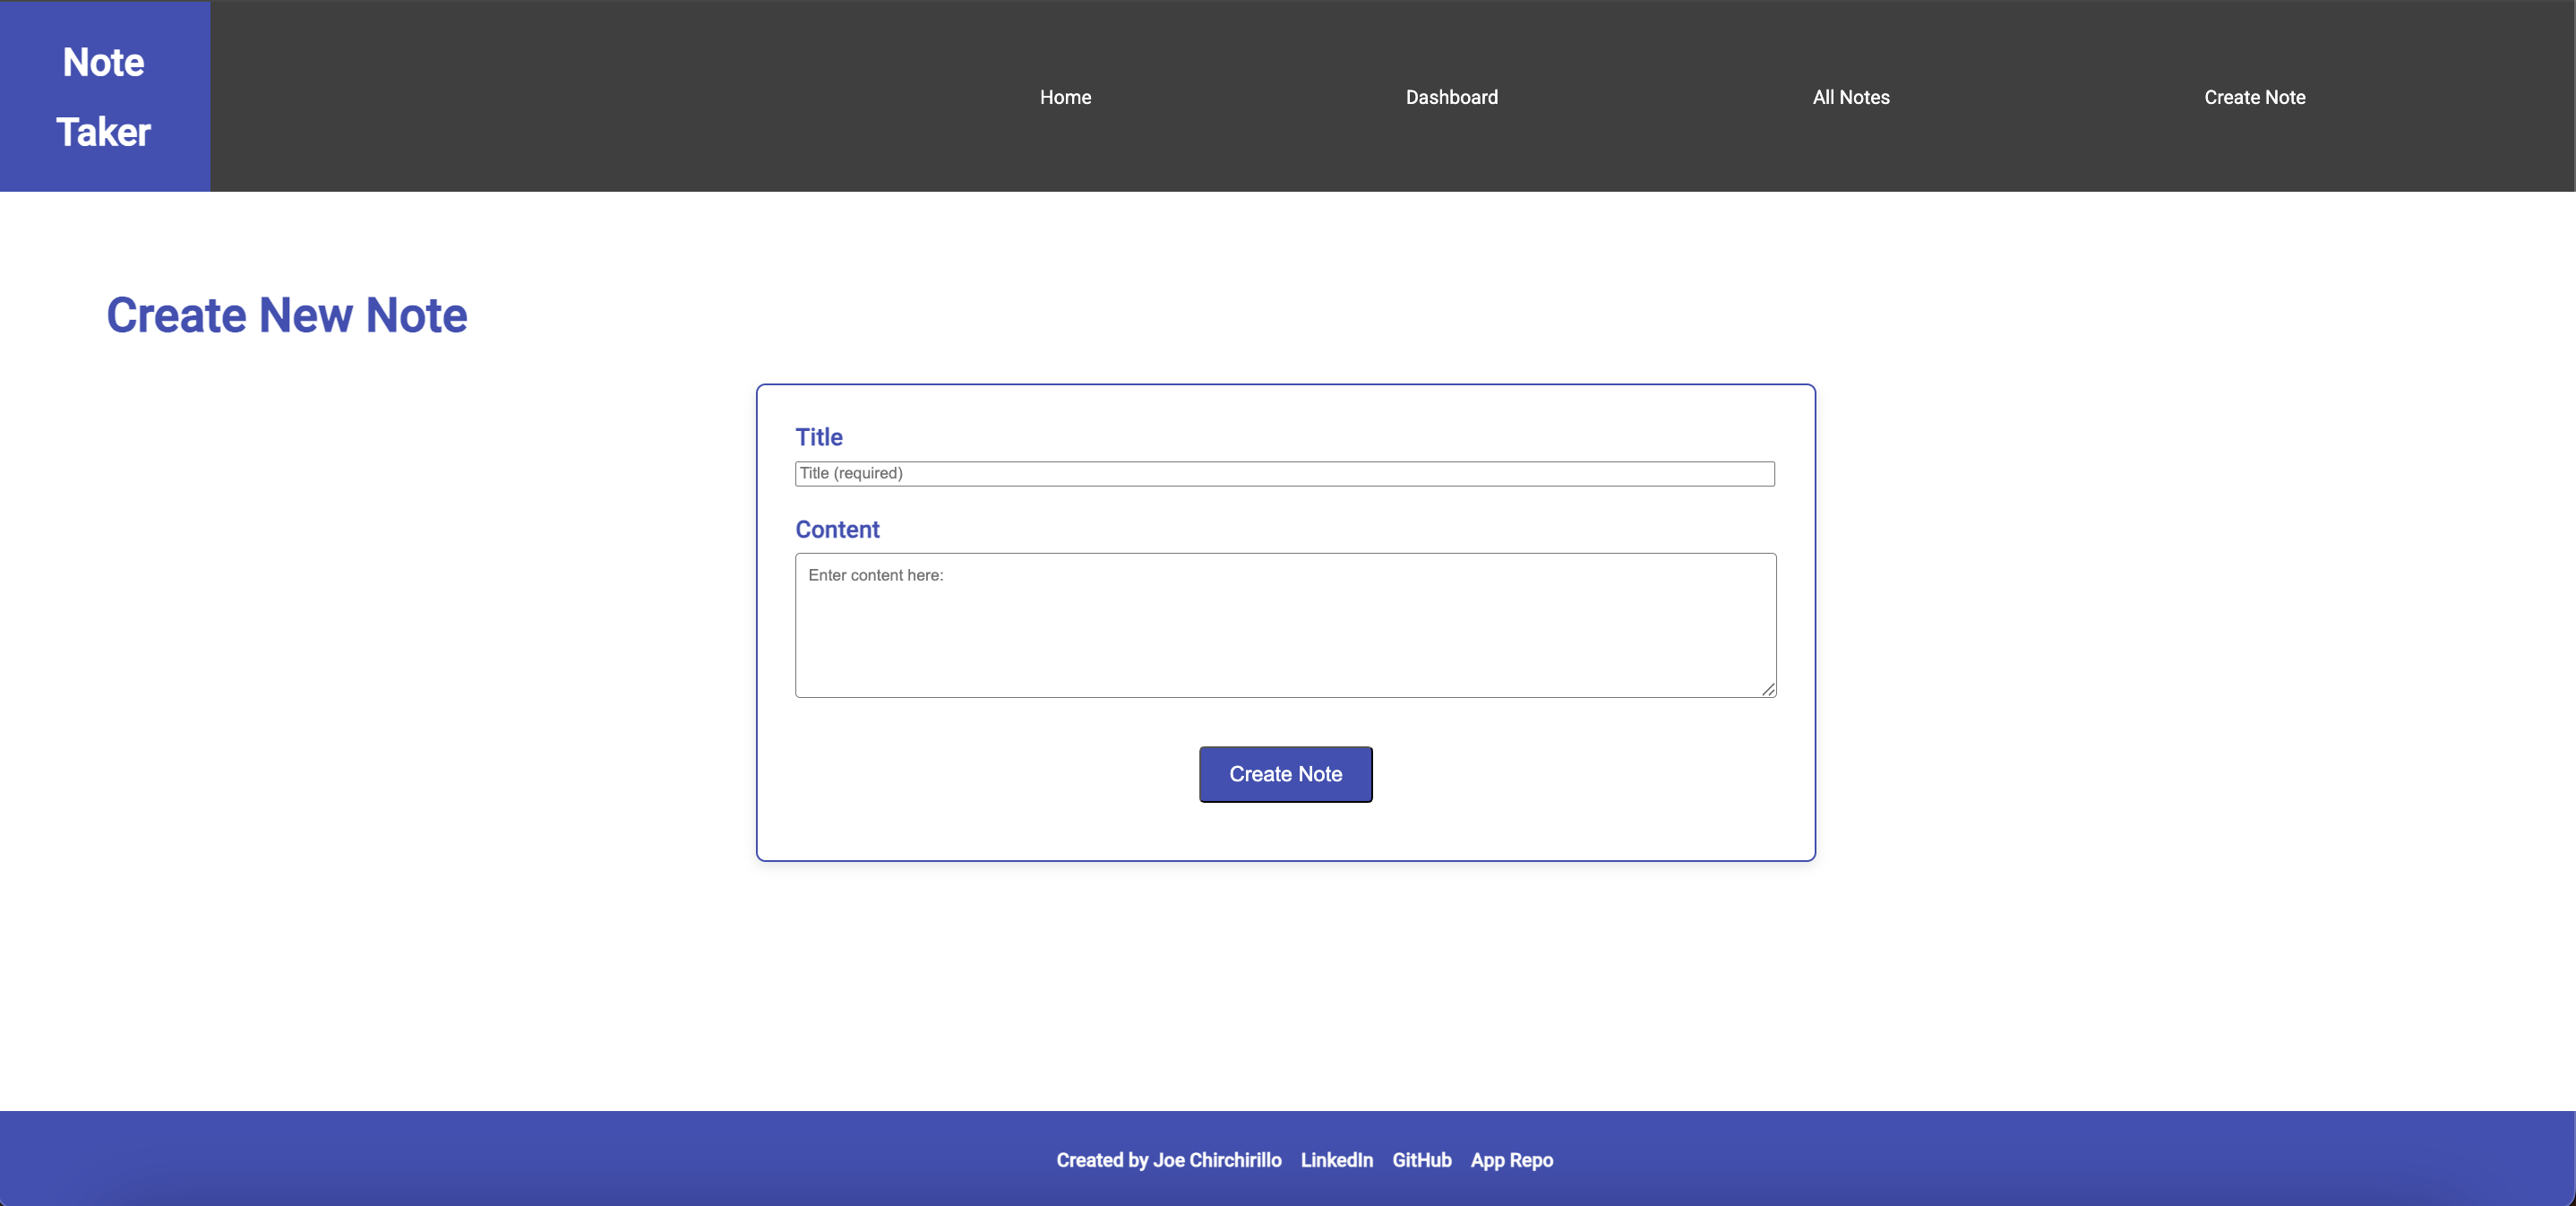 Note
Taker
Home
Dashboard
All Notes
Create Note
Create New Note
Title
Title (required)
Content
Enter content here:
Create Note
Created by Joe Chirchirillo LinkedIn GitHub App Repo